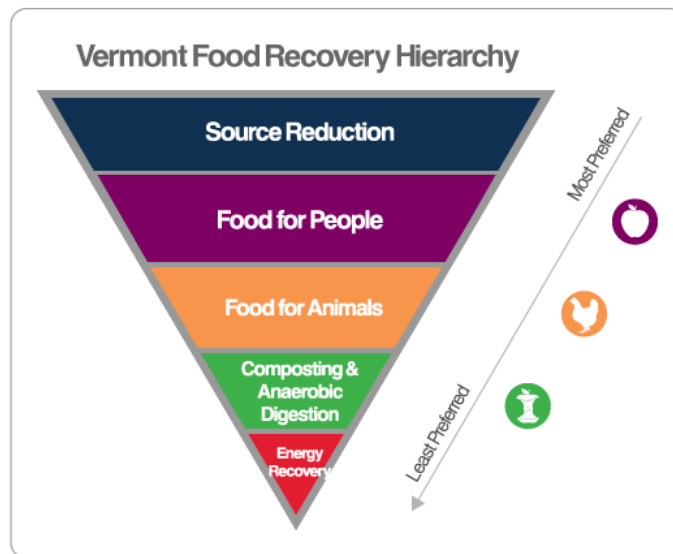 Vermont Food Recovery Hierarchy
Source Reduction
Food for People
Food for Animals
Composting &
Anaerobic
Digestion
Energy
Recovery
Most Preferred
Least Preferred